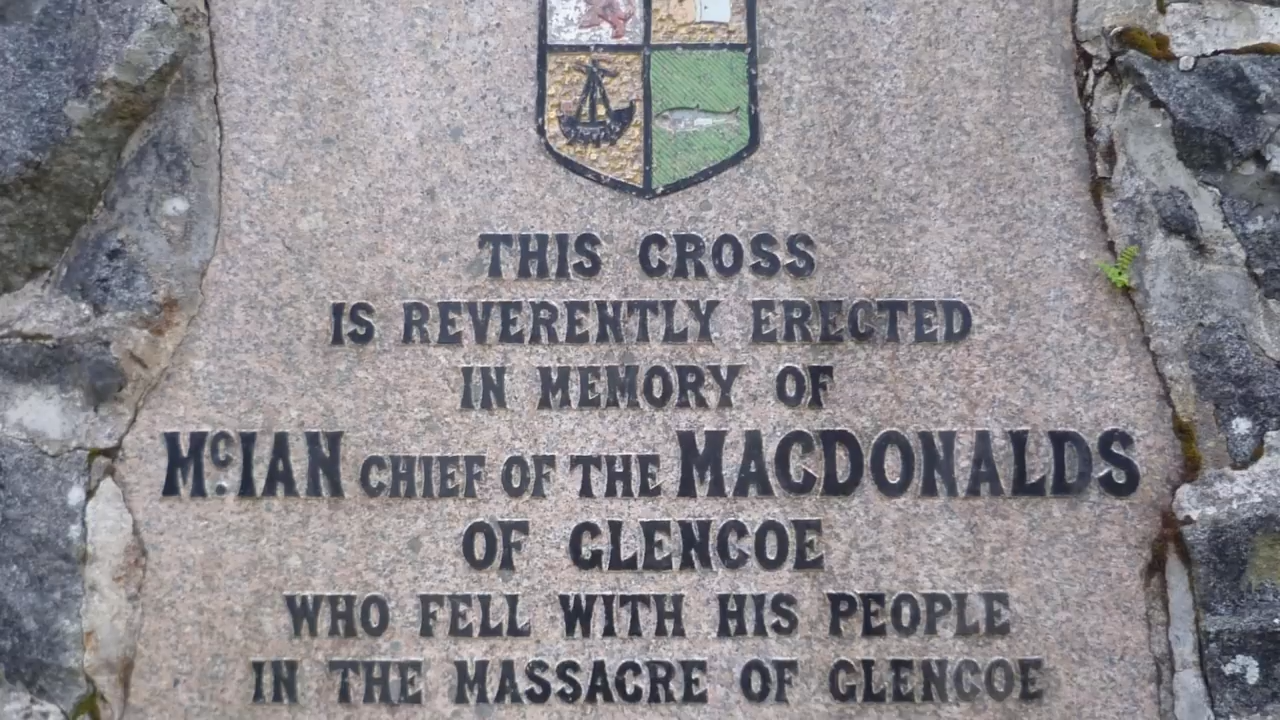 THIS CROSS
IS REVERENTLY ERECTED
IN MEMORY OF
McIAN CHIEF OF THE MACDONALDS
OF GLENCOE
WHO FELL WITH HIS PEOPLE
IN THE MASSACRE OF GLENCOE